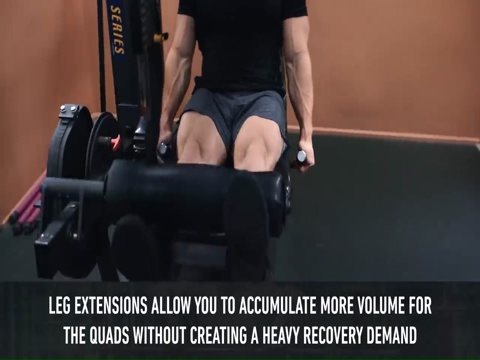 SERIES
LEG EXTENSIONS ALLOW YOU TO ACCUMULATE MORE VOLUME FOR
THE QUADS WITHOUT CREATING A HEAVY RECOVERY DEMAND